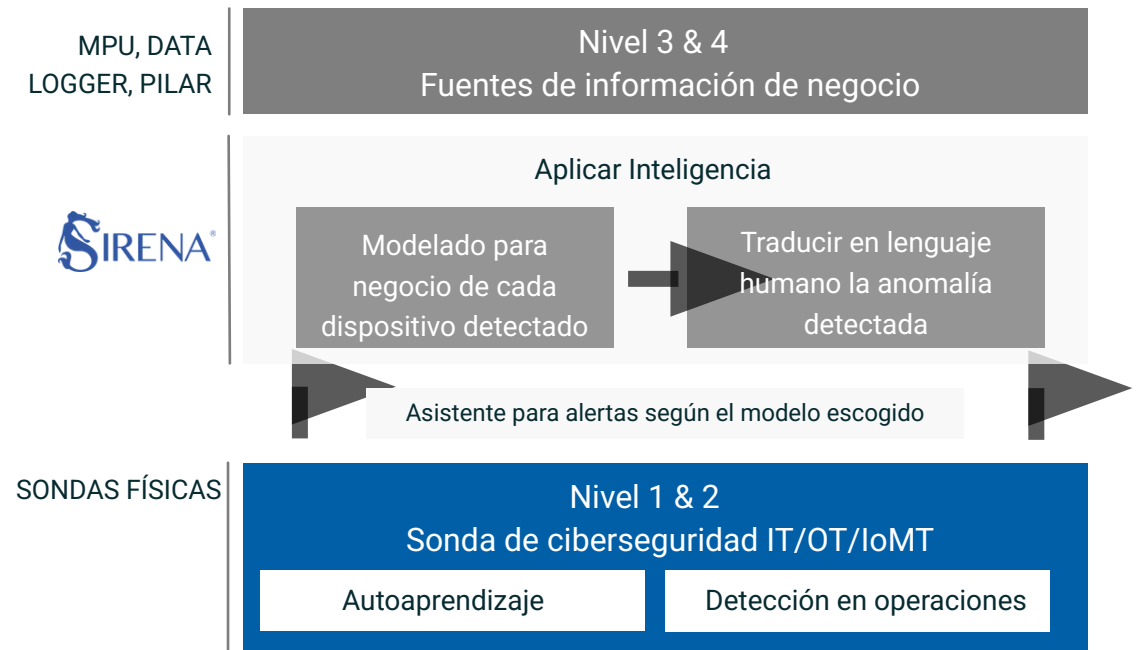 MPU, DATA
LOGGER, PILAR
Nivel 3 & 4
Fuentes de información de negocio
SIRENA®
Aplicar Inteligencia
Modelado para
negocio de cada
dispositivo detectado
Traducir en lenguaje
humano la anomalía
detectada
Asistente para alertas según el modelo escogido
SONDAS FÍSICAS
Nivel 1 & 2
Sonda de ciberseguridad IT/OT/IoMT
Autoaprendizaje
Detección en operaciones